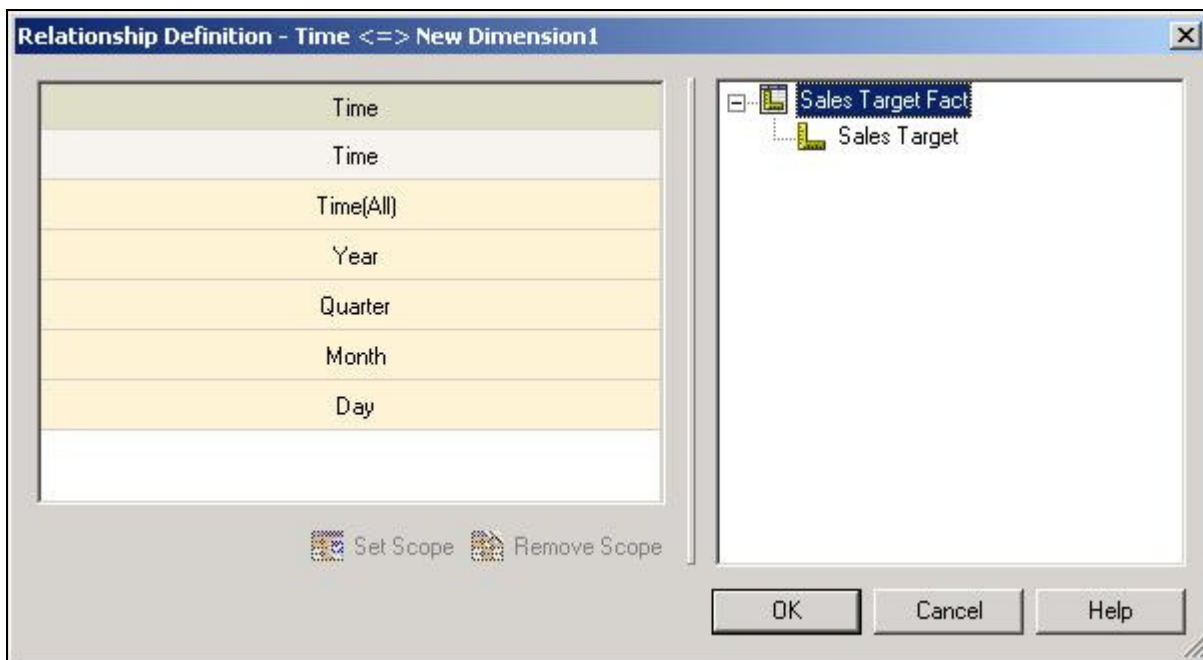 Relationship Definition - Time <=> New Dimension1
Time
Time
Time(All)
Year
Quarter
Month
Day
Set Scope Remove Scope
Sales Target Fact
Sales Target
OK Cancel Help